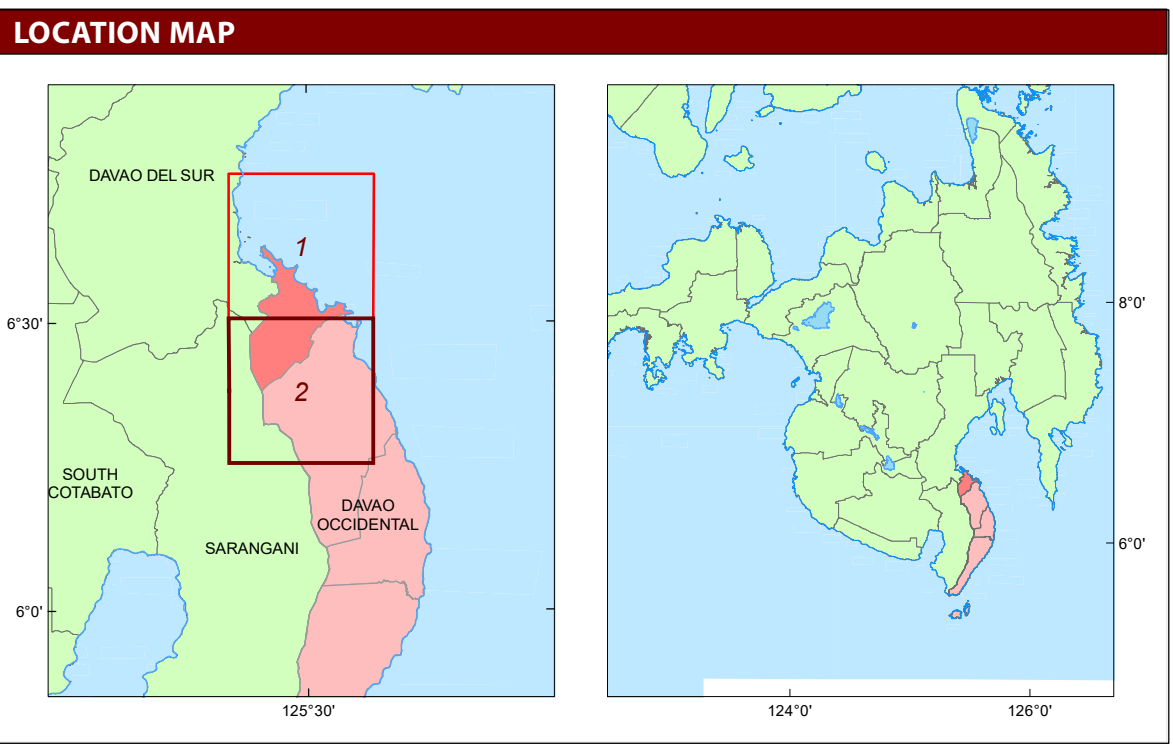 LOCATION MAP
DAVAO DEL SUR
1
6°30'
2
SOUTH
COTABATO
DAVAO
OCCIDENTAL
SARANGANI
6°0'
125°30'
8°0'
6°0'
124°0'
126°0'